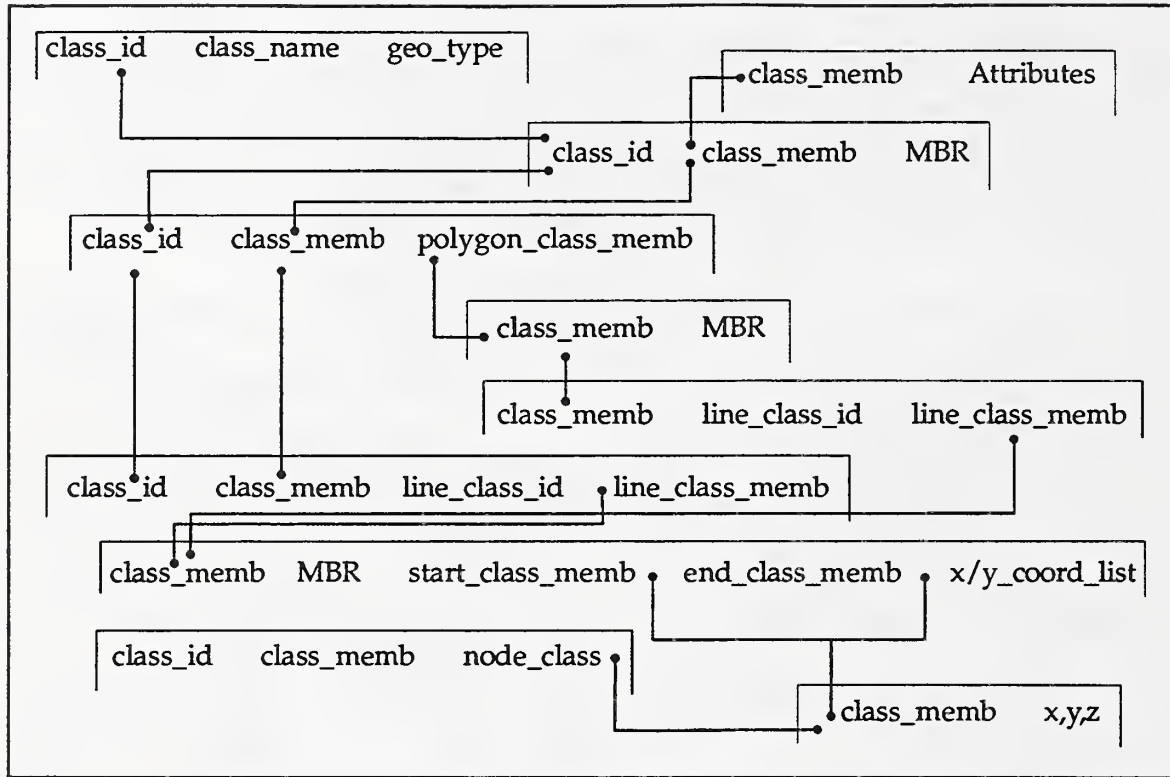 class_id class_name geo_type
class_memb Attributes
class_id class_memb MBR
class_id class_memb polygon_class_memb
class_memb MBR
class_memb line_class_id line_class_memb
class_id class_memb line_class_id line_class_memb
class_memb MBR start_class_memb end_class_memb x/y_coord_list
class_id class_memb node_class
class_memb x,y,z